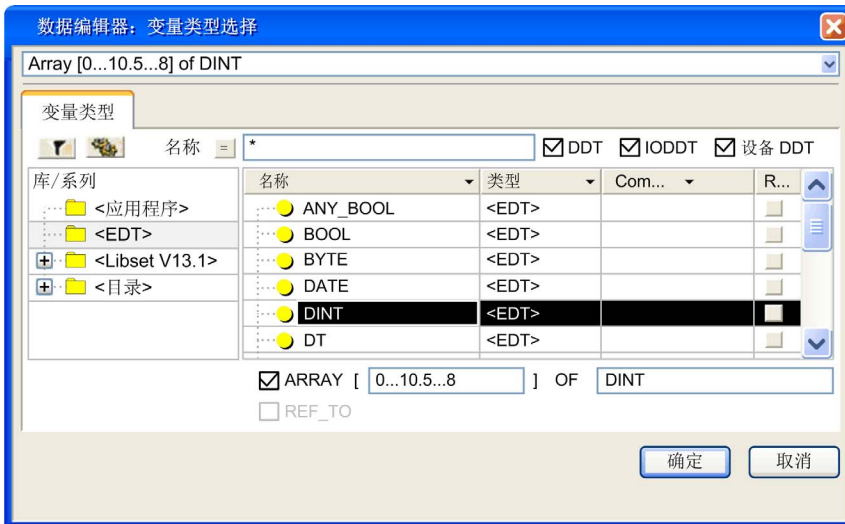 数据编辑器：变量类型选择
Array [0...10.5...8] of DINT
变量类型
名称 = * DDT IODDT 设备 DDT
库/系列 名称 类型 Com... R...
<应用程序> ANY_BOOL <EDT>
<EDT> BOOL <EDT>
<Libset V13.1> BYTE <EDT>
<目录> DATE <EDT>
DINT <EDT>
DT <EDT>
ARRAY [ 0...10.5...8 ] OF DINT
REF_TO
确定 取消